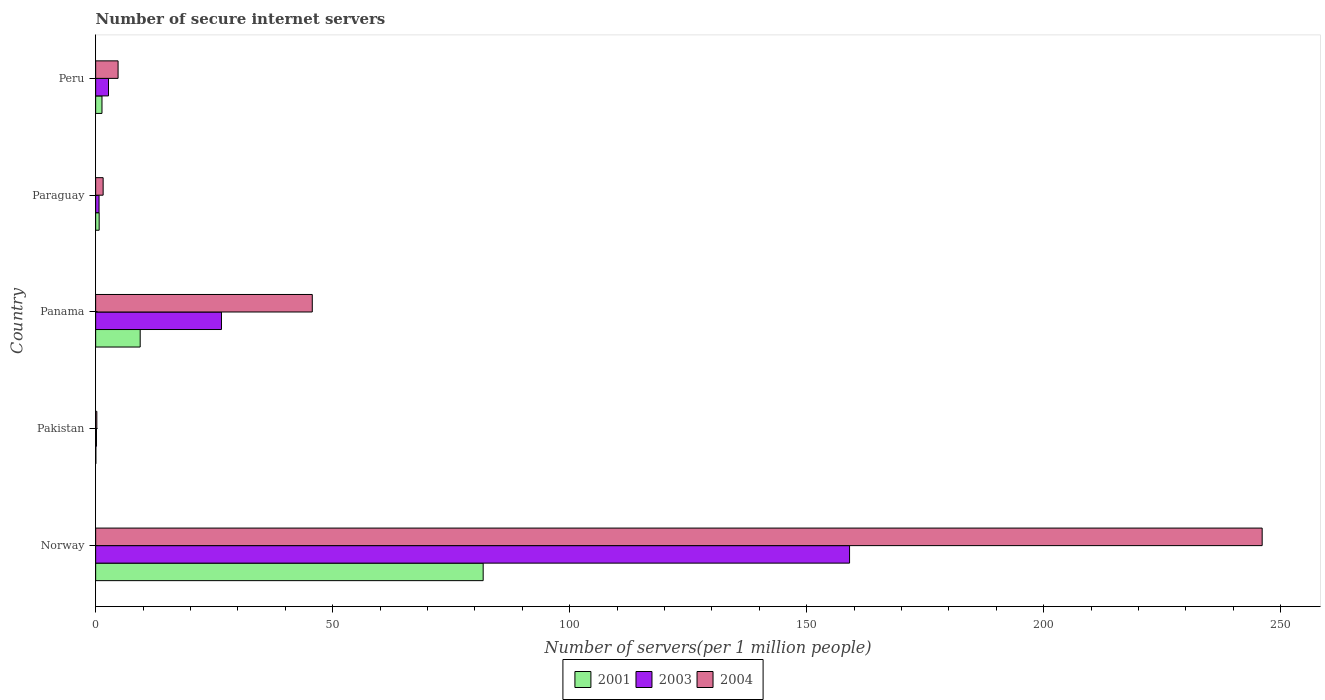 Number of secure internet servers
Peru
Paraguay
Panama
Pakistan
Norway
Country
0
50
100
150
200
250
Number of servers(per 1 million people)
2001
2003
2004